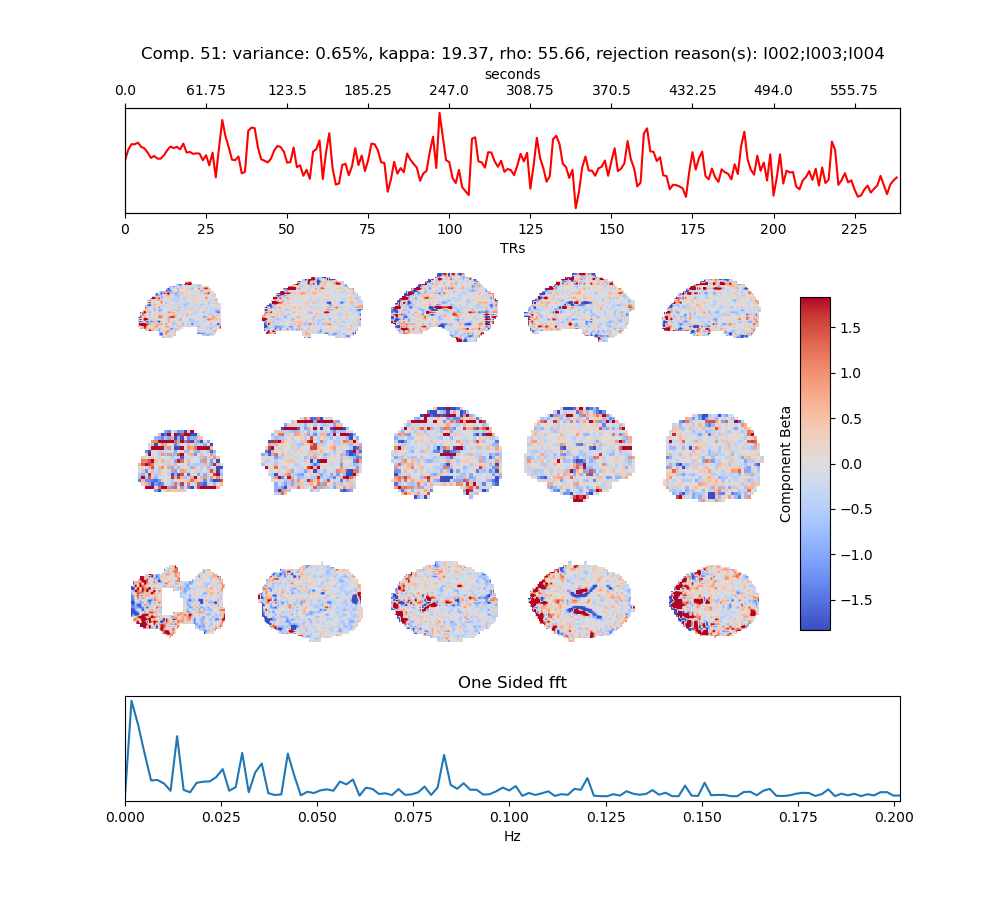 Comp. 51: variance: 0.65%, kappa: 19.37, rho: 55.66, rejection reason(s): I002;I003;I004
seconds
0.0 61.75 123.5 185.25 247.0 308.75 370.5 432.25 494.0 555.75
0 25 50 75 100 125 150 175 200 225
TRs
1.5
1.0
0.5
0.0
−0.5
−1.0
−1.5
Component Beta
One Sided fft
0.000 0.025 0.050 0.075 0.100 0.125 0.150 0.175 0.200
Hz